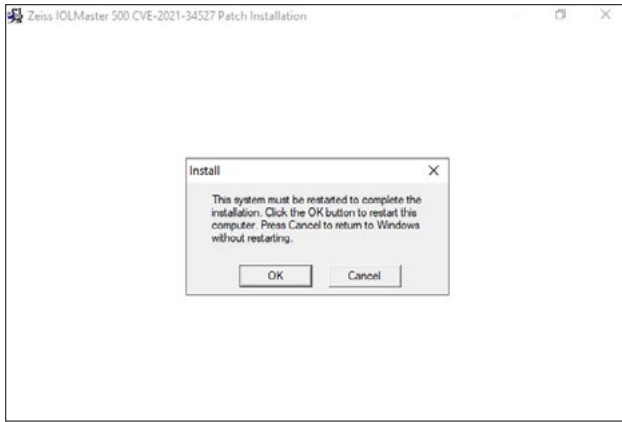 Zeiss IOLMaster 500 CVE-2021-34527 Patch Installation
Install
This system must be restarted to complete the
installation. Click the OK button to restart this
computer. Press Cancel to return to Windows
without restarting.
OK Cancel